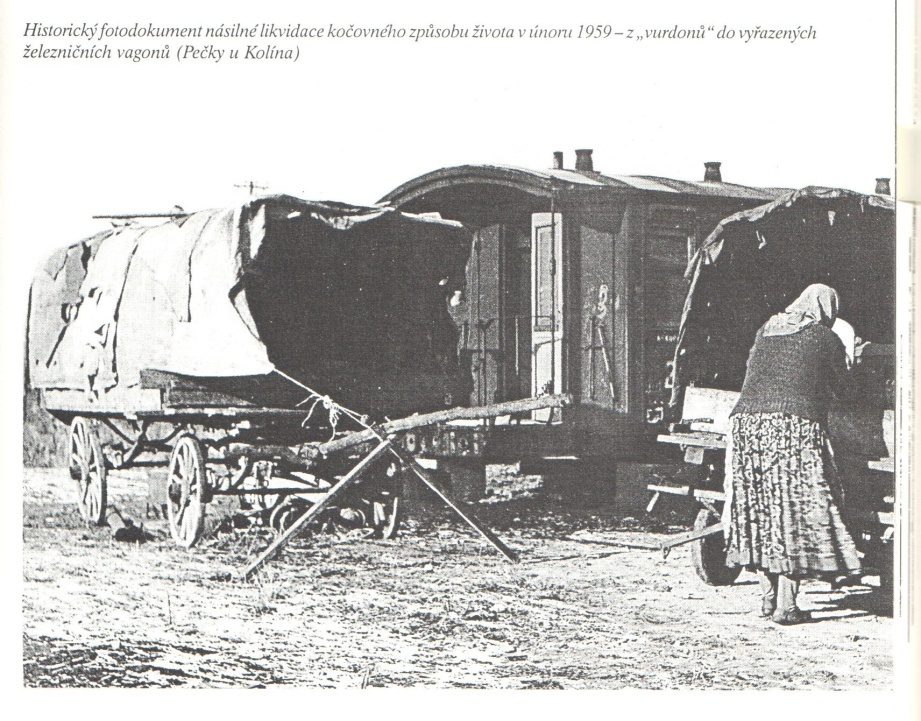 Historický fotodokument násilné likvidace kočovného způsobu života v únoru 1959 – z „vurdonů“ do vyřazených
železničních vagonů (Pečky u Kolína)